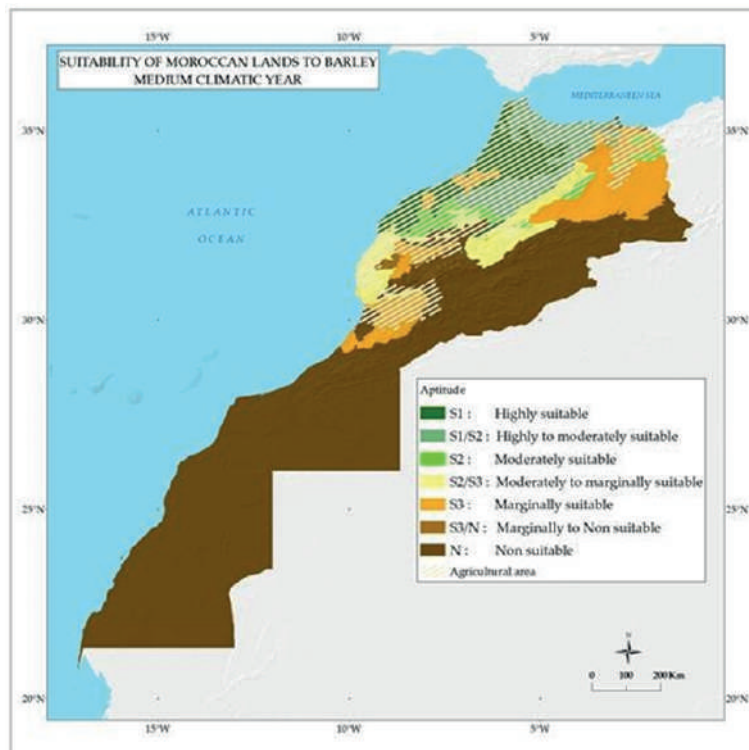 SUITABILITY OF MOROCCAN LANDS TO BARLEY
MEDIUM CLIMATIC YEAR
15°W
10°W
5°W
MEDITERRANEEN SEA
35°N
35°N
ATLANTIC
OCEAN
30°N
30°N
Aptitude
S1 : Highly suitable
S1/S2 : Highly to moderately suitable
S2 : Moderately suitable
S2/S3 : Moderately to marginally suitable
S3 : Marginally suitable
S3/N : Marginally to Non suitable
N : Non suitable
Agricultural area
25°N
25°N
N
0 100 200 Km
20°N
20°N
15°W
10°W
5°W